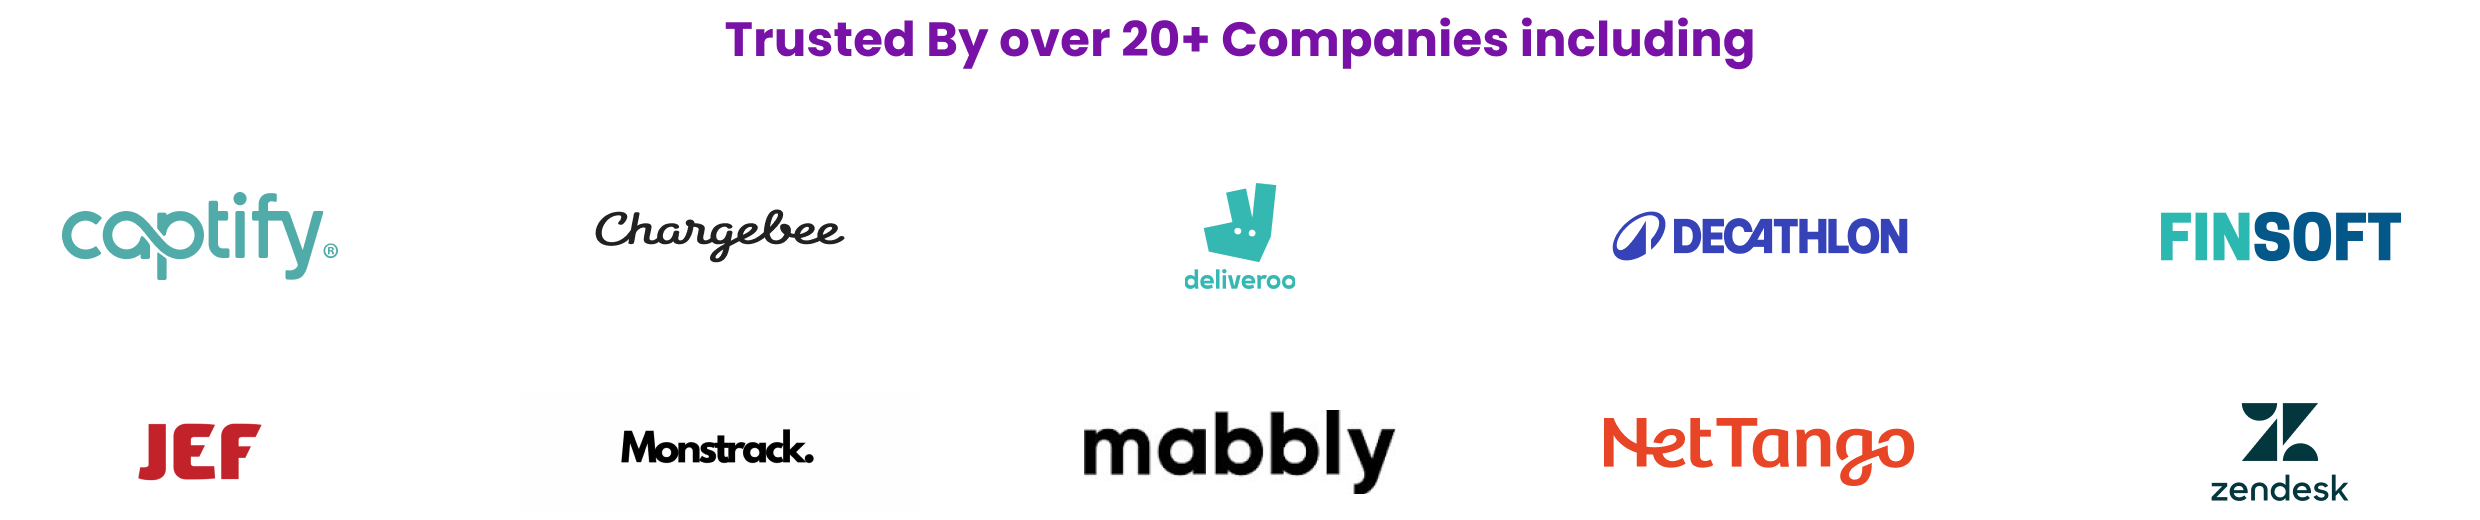 Trusted By over 20+ Companies including
captify®
Chargebee
deliveroo
DECATHLON
FINSOFT
JEF
Monstrack.
mabbly
NetTango
zendesk